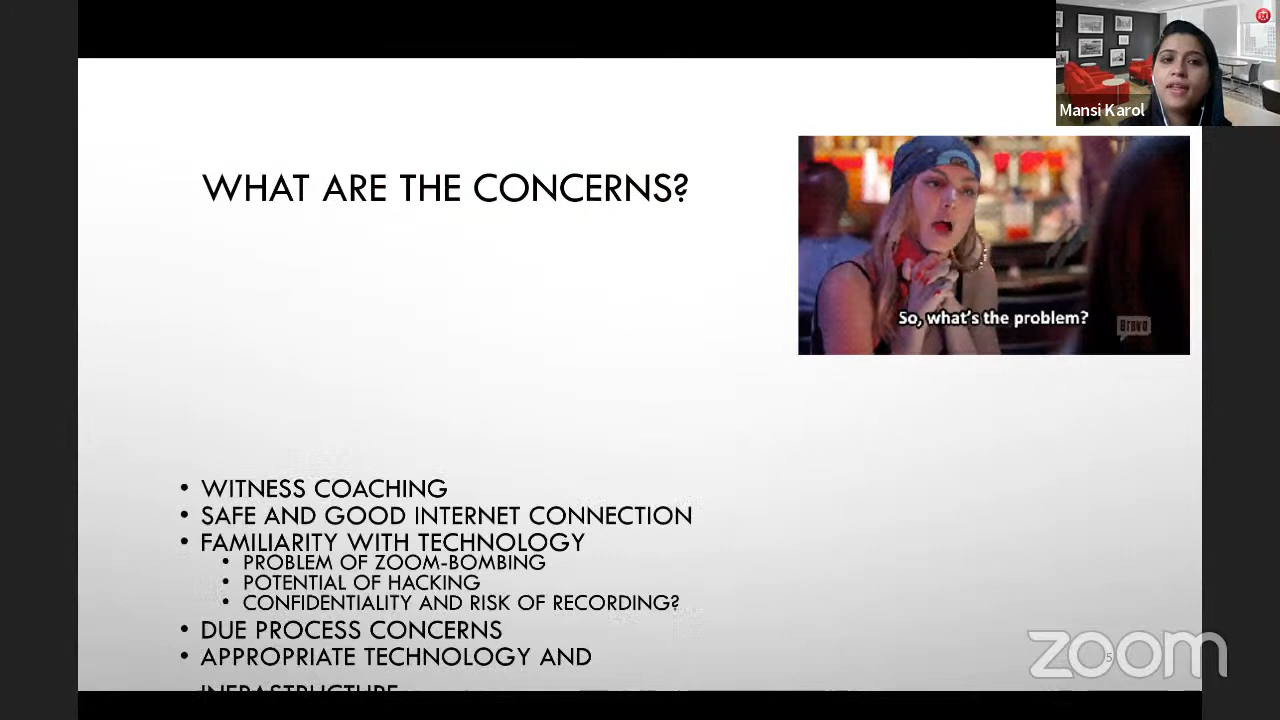 Mansi Karol
WHAT ARE THE CONCERNS?
So, what's the problem?
Bravo
• WITNESS COACHING
• SAFE AND GOOD INTERNET CONNECTION
• FAMILIARITY WITH TECHNOLOGY
• PROBLEM OF ZOOM-BOMBING
• POTENTIAL OF HACKING
• CONFIDENTIALITY AND RISK OF RECORDING?
• DUE PROCESS CONCERNS
• APPROPRIATE TECHNOLOGY AND
INFRASTRUCTURE
5
zoom